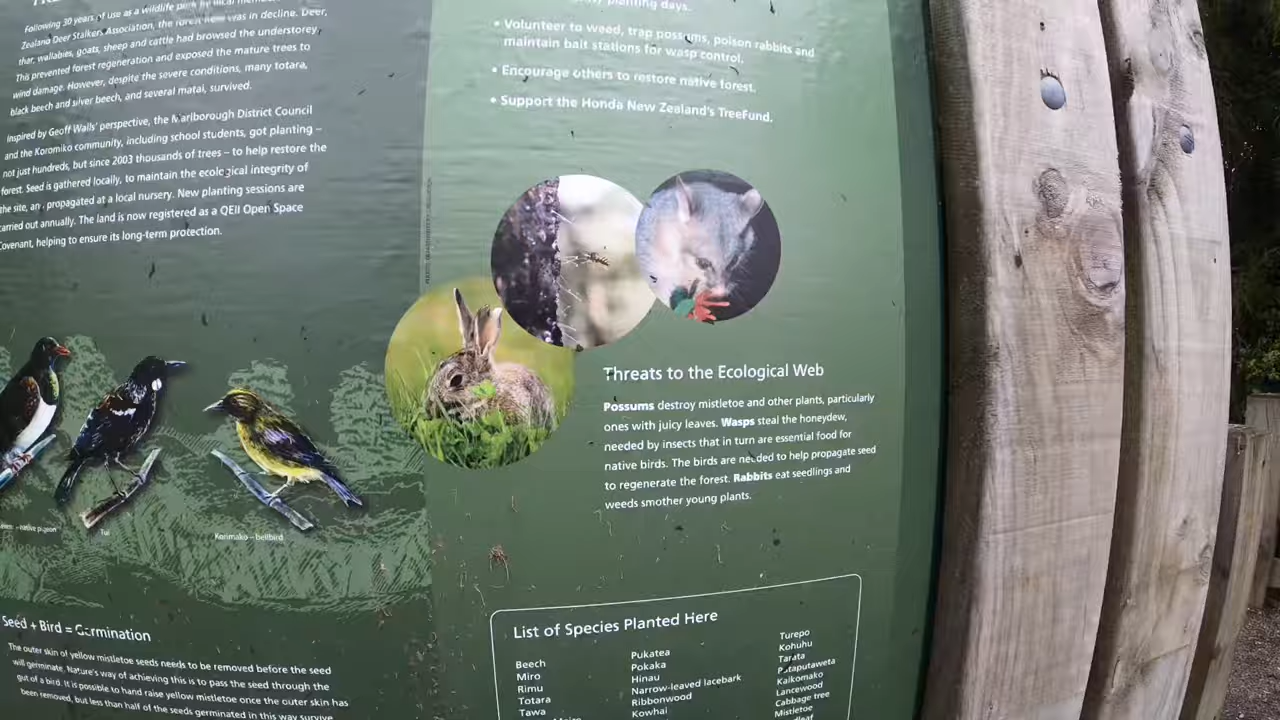 Following 30 years of use as a wildlife park by local
Zealand Deer Stalkers Association, the forest here was in decline. Deer,
thar, wallabies, goats, sheep and cattle had browsed the understorey.
This prevented forest regeneration and exposed the mature trees to
wind damage. However, despite the severe conditions, many totara,
black beech and silver beech, and several matai, survived.
Inspired by Geoff Walls' perspective, the Marlborough District Council
and the Koromiko community, including school students, got planting –
not just hundreds, but since 2003 thousands of trees – to help restore the
forest. Seed is gathered locally, to maintain the ecological integrity of
the site, and propagated at a local nursery. New planting sessions are
carried out annually. The land is now registered as a QEII Open Space
Covenant, helping to ensure its long-term protection.
– native pigeon
Tui
Korimako – bellbird
Seed + Bird = Germination
The outer skin of yellow mistletoe seeds needs to be removed before the seed
will germinate. Nature's way of achieving this is to pass the seed through the
gut of a bird. It is possible to hand raise yellow mistletoe once the outer skin has
been removed, but less than half of the seeds germinated in this way survive
planting days.
• Volunteer to weed, trap possums, poison rabbits and
maintain bait stations for wasp control.
• Encourage others to restore native forest.
• Support the Honda New Zealand's TreeFund.
Threats to the Ecological Web
Possums destroy mistletoe and other plants, particularly
ones with juicy leaves. Wasps steal the honeydew,
needed by insects that in turn are essential food for
native birds. The birds are needed to help propagate seed
to regenerate the forest. Rabbits eat seedlings and
weeds smother young plants.
List of Species Planted Here
Beech
Miro
Rimu
Totara
Tawa
Pukatea
Pokaka
Hinau
Narrow-leaved lacebark
Ribbonwood
Kowhai
Turepo
Kohuhu
Tarata
Putaputaweta
Kaikomako
Lancewood
Cabbage tree
Mistletoe